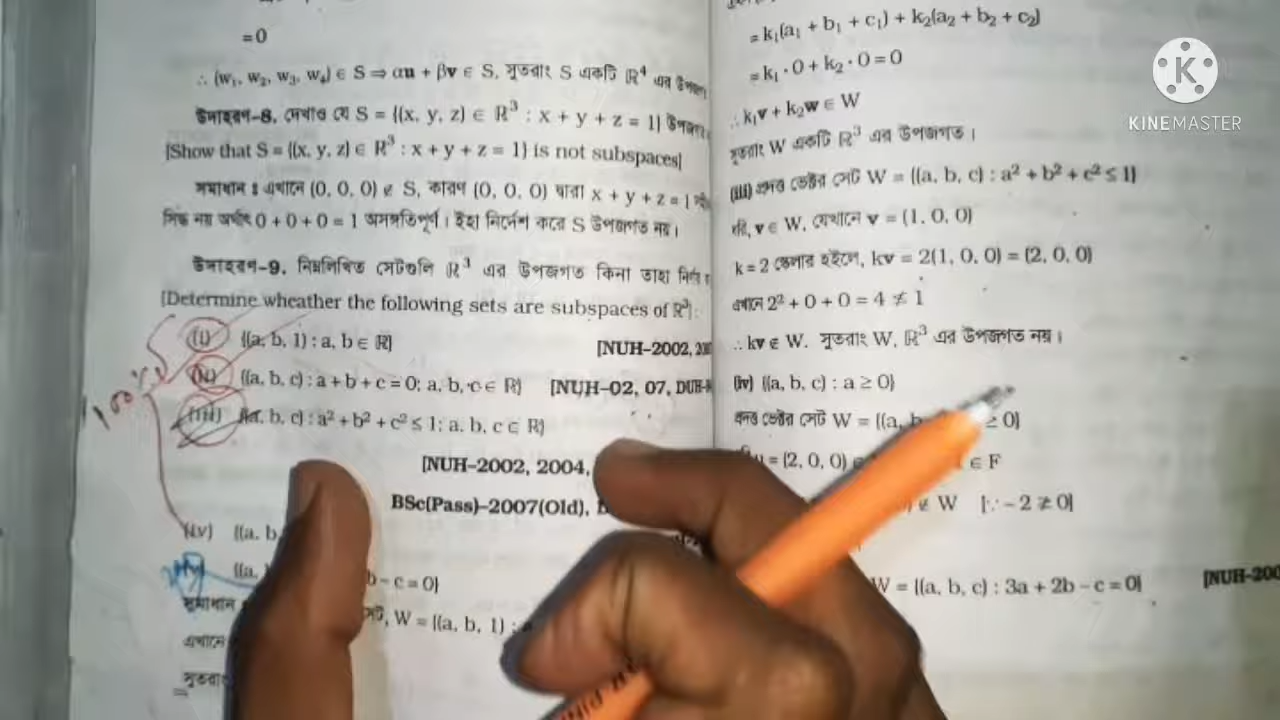 =0
∴ (w₁, w₂, w₃, w₄) ∈ S ⇒ αu + βv ∈ S, সুতরাং S একটি ℝ⁴ এর
উদাহরণ–8. দেখাও যে S = {(x, y, z) ∈ ℝ³ : x + y + z = 1}
[Show that S = {(x, y, z) ∈ ℝ³ : x + y + z = 1} is not subspaces]
সমাধান : এখানে (0, 0, 0) ∉ S, কারণ (0, 0, 0) দ্বারা x + y + z = 1
সিদ্ধ নয় অর্থাৎ 0 + 0 + 0 = 1 অসঙ্গতিপূর্ণ। ইহা নির্দেশ করে S উপজগত নয়।
উদাহরণ–9. নিম্নলিখিত সেটগুলি ℝ³ এর উপজগত কিনা তাহা
[Determine wheather the following sets are subspaces of ℝ³] :
(i) {(a, b, 1) : a, b ∈ ℝ} [NUH–2002,
(ii) {(a, b, c) : a + b + c = 0; a, b, c ∈ ℝ} [NUH–02, 07,
(iii) {(a, b, c) : a² + b² + c² ≤ 1; a, b, c ∈ ℝ}
[NUH–2002, 2004,
BSc(Pass)–2007(Old),
(iv) {(a, b,
{(a, b – c = 0}
সমাধান W = {(a, b, 1) :
এখানে
সুতরাং
= k₁(a₁ + b₁ + c₁) + k₂(a₂ + b₂ + c₂)
= k₁ · 0 + k₂ · 0 = 0
∴ k₁v + k₂w ∈ W
সুতরাং W একটি ℝ³ এর উপজগত।
(iii) প্রদত্ত ভেক্টর সেট W = {(a, b, c) : a² + b² + c² ≤ 1}
v ∈ W, যেখানে v = (1, 0, 0)
k = 2 স্কেলার হইলে, kv = 2(1, 0, 0) = (2, 0, 0)
এখানে 2² + 0 + 0 = 4 ≰ 1
∴ kv ∉ W. সুতরাং W, ℝ³ এর উপজগত নয়।
(iv) {(a, b, c) : a ≥ 0}
প্রদত্ত ভেক্টর সেট W = {(a, b, ≥ 0}
= (2, 0, 0) ∈ F
∉ W [∵ – 2 ≱ 0]
W = {(a, b, c) : 3a + 2b – c = 0} [NUH–200
K
KINEMASTER